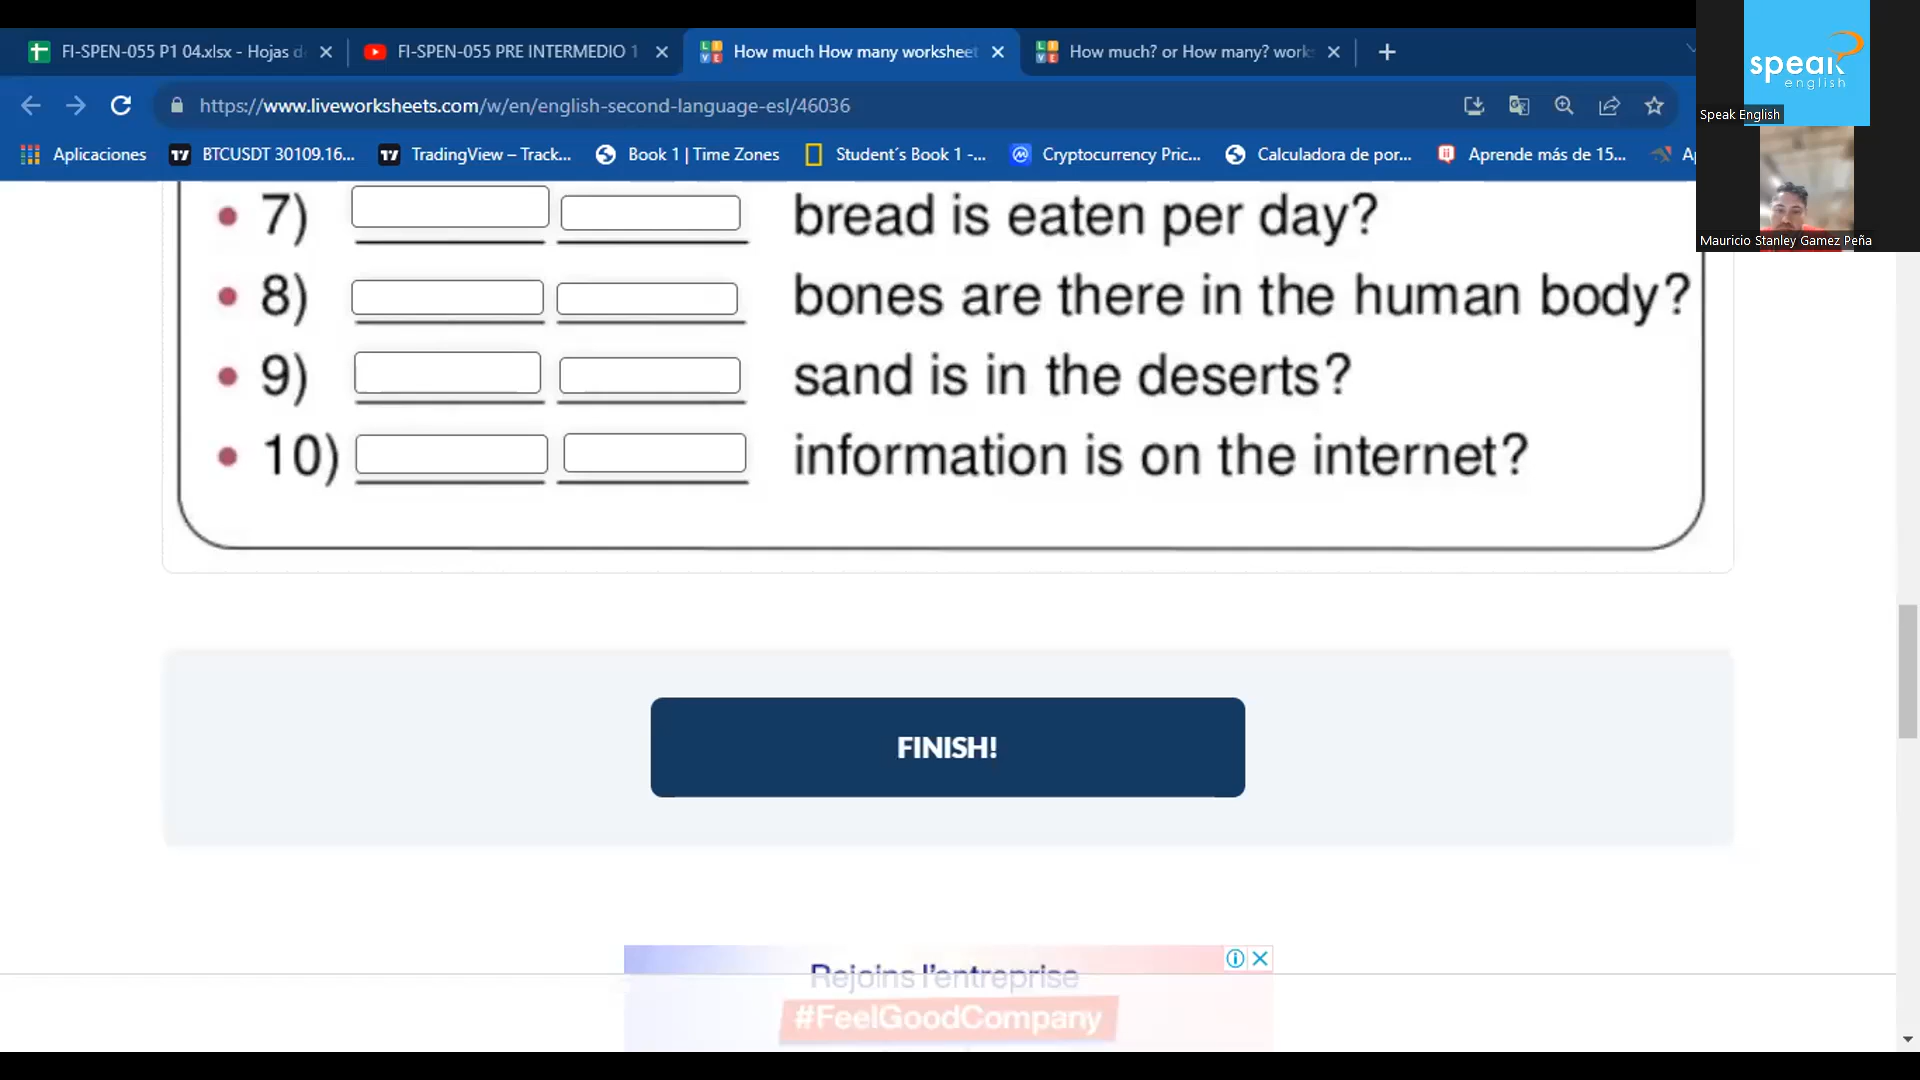 FI-SPEN-055 P1 04.xlsx - Hojas d
FI-SPEN-055 PRE INTERMEDIO 1
How much How many worksheet
How much? or How many? work
https://www.liveworksheets.com/w/en/english-second-language-esl/46036
Aplicaciones
BTCUSDT 30109.16...
TradingView – Track...
Book 1 | Time Zones
Student´s Book 1 -...
Cryptocurrency Pric...
Calculadora de por...
Aprende más de 15...
speak
english
Speak English
Mauricio Stanley Gamez Peña
7) bread is eaten per day?
8) bones are there in the human body?
9) sand is in the deserts?
10) information is on the internet?
FINISH!
Rejoins l'entreprise
#FeelGoodCompany